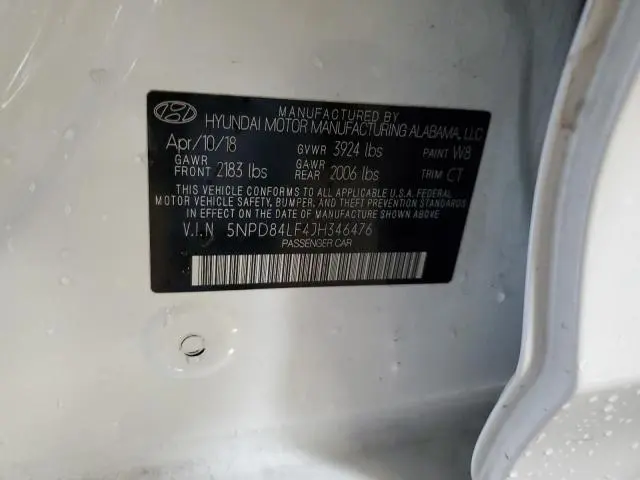 MANUFACTURED BY
HYUNDAI MOTOR MANUFACTURING ALABAMA, LLC
Apr/10/18 GVWR 3924 lbs PAINT W8
GAWR FRONT 2183 lbs GAWR REAR 2006 lbs TRIM CT
THIS VEHICLE CONFORMS TO ALL APPLICABLE U.S.A. FEDERAL
MOTOR VEHICLE SAFETY, BUMPER, AND THEFT PREVENTION STANDARDS
IN EFFECT ON THE DATE OF MANUFACTURE SHOWN ABOVE.
V.I.N 5NPD84LF4JH346476
PASSENGER CAR